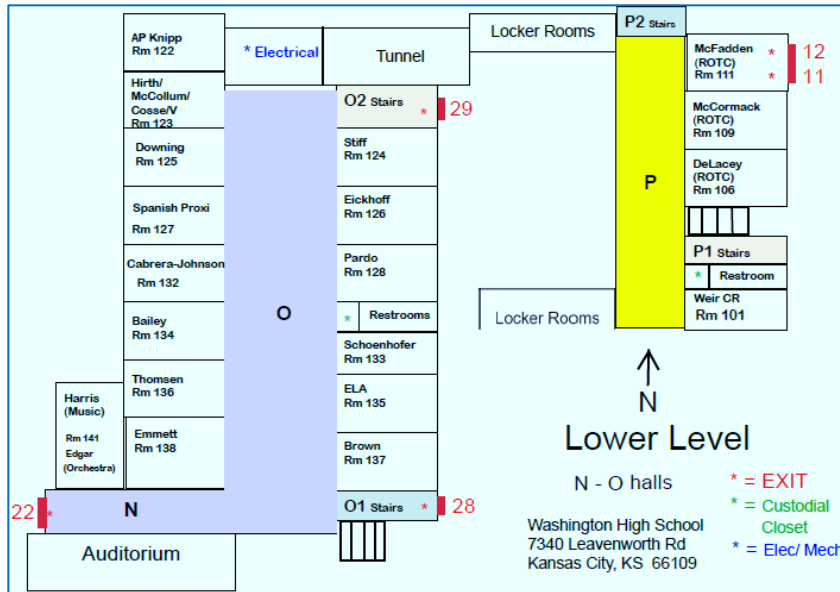 AP Knipp
Rm 122
* Electrical
Tunnel
Locker Rooms
P2 Stairs
McFadden *
(ROTC)
Rm 111 *
12
11
Hirth/
McCollum/
Cosse/V
Rm 123
O2 Stairs
*
29
McCormack
(ROTC)
Rm 109
Downing
Rm 125
Stiff
Rm 124
DeLacey
(ROTC)
Rm 106
P
Spanish Proxi
Rm 127
Eickhoff
Rm 126
P1 Stairs
* Restroom
Cabrera-Johnson
Rm 132
Pardo
Rm 128
Weir CR
Rm 101
O
Locker Rooms
Bailey
Rm 134
* Restrooms
Schoenhofer
Rm 133
Thomsen
Rm 136
ELA
Rm 135
Harris
(Music)
Rm 141
Edgar
(Orchestra)
Emmett
Rm 138
Brown
Rm 137
22 *
N
O1 Stairs *
28
Auditorium
N
Lower Level
N - O halls
Washington High School
7340 Leavenworth Rd
Kansas City, KS 66109
* = EXIT
* = Custodial
Closet
* = Elec/ Mech